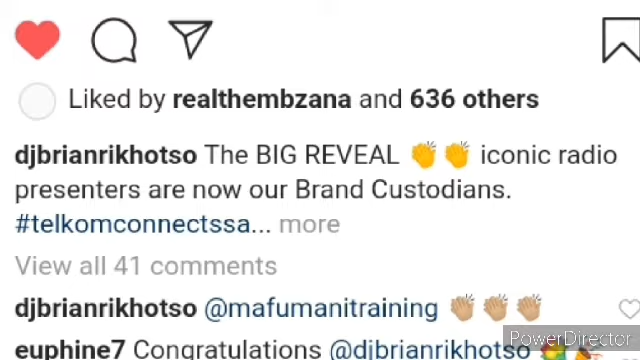 Liked by realthembzana and 636 others
djbrianrikhotso The BIG REVEAL 👏👏 iconic radio
presenters are now our Brand Custodians.
#telkomconnectssa... more
View all 41 comments
djbrianrikhotso @mafumanitraining 👏🏽👏🏽👏🏽
euphine7 Congratulations @djbrianrikhotso
PowerDirector